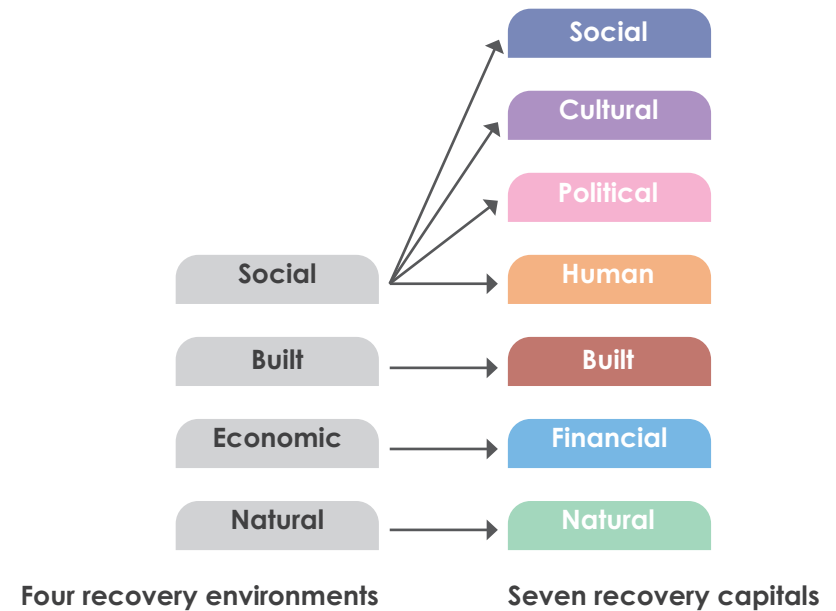 Social
Cultural
Political
Social
Human
Built
Built
Economic
Financial
Natural
Natural
Four recovery environments
Seven recovery capitals